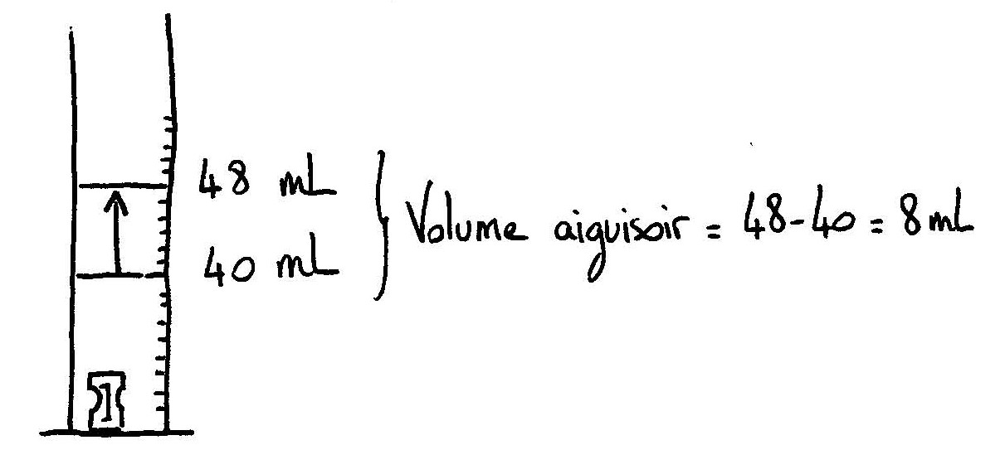 48 mL
40 mL
Volume aiguisoir = 48-40 = 8 mL